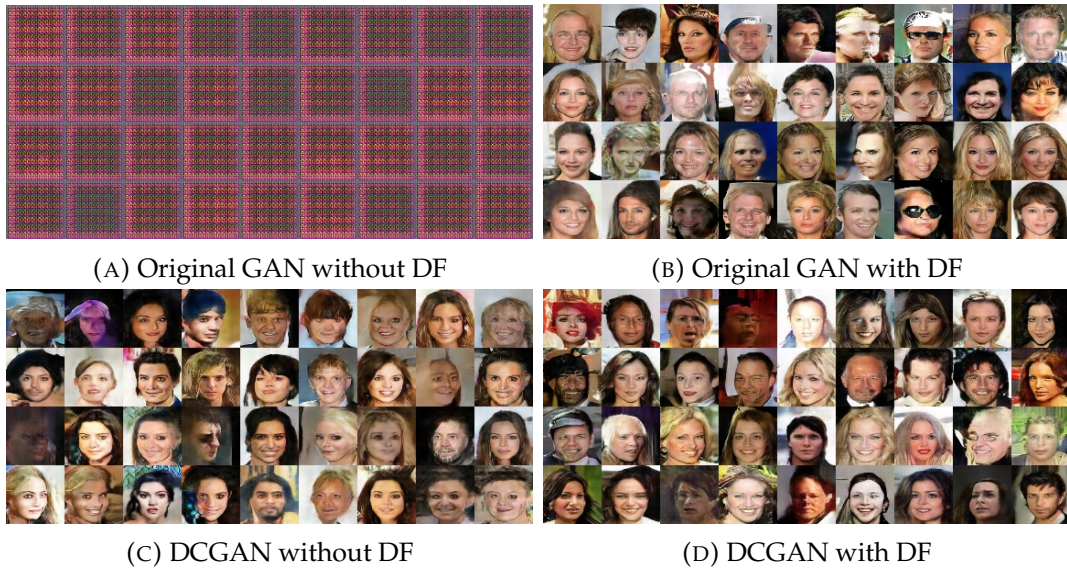 (A) Original GAN without DF
(B) Original GAN with DF
(C) DCGAN without DF
(D) DCGAN with DF